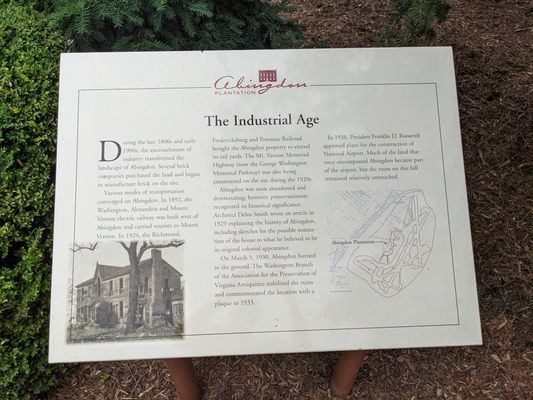 Abingdon
PLANTATION
The Industrial Age
During the late 1800s and early
1900s, the encroachment of
industry transformed the
landscape of Abingdon. Several brick
companies purchased the land and began
to manufacture brick on the site.
Various modes of transportation
converged on Abingdon. In 1892, the
Washington, Alexandria and Mount
Vernon electric railway was built west of
Abingdon and carried tourists to Mount
Vernon. In 1924, the Richmond,
Fredericksburg and Potomac Railroad
bought the Abingdon property to extend
its rail yards. The Mt. Vernon Memorial
Highway (now the George Washington
Memorial Parkway) was also being
constructed on the site during the 1920s.
Abingdon was soon abandoned and
deteriorating; however, preservationists
recognized its historical significance.
Architect Delos Smith wrote an article in
1929 explaining the history of Abingdon,
including sketches for the possible restora-
tion of the house to what he believed to be
its original colonial appearance.
On March 5, 1930, Abingdon burned
to the ground. The Washington Branch
of the Association for the Preservation of
Virginia Antiquities stabilized the ruins
and commemorated the location with a
plaque in 1933.
In 1938, President Franklin D. Roosevelt
approved plans for the construction of
National Airport. Much of the land that
once encompassed Abingdon became part
of the airport, but the ruins on this hill
remained relatively untouched.
Abingdon Plantation